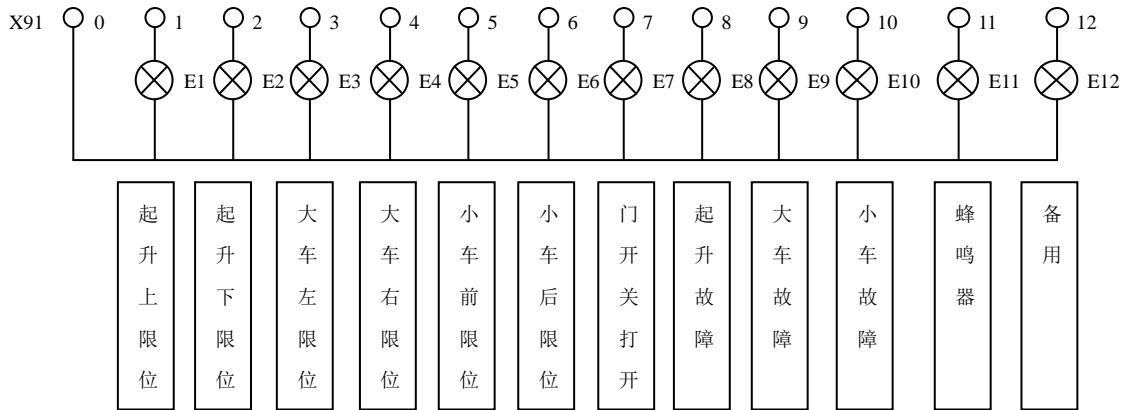 X91 0 1 2 3 4 5 6 7 8 9 10 11 12
E1 E2 E3 E4 E5 E6 E7 E8 E9 E10 E11 E12
起升上限位
起升下限位
大车左限位
大车右限位
小车前限位
小车后限位
门开关打开
起升故障
大车故障
小车故障
蜂鸣器
备用